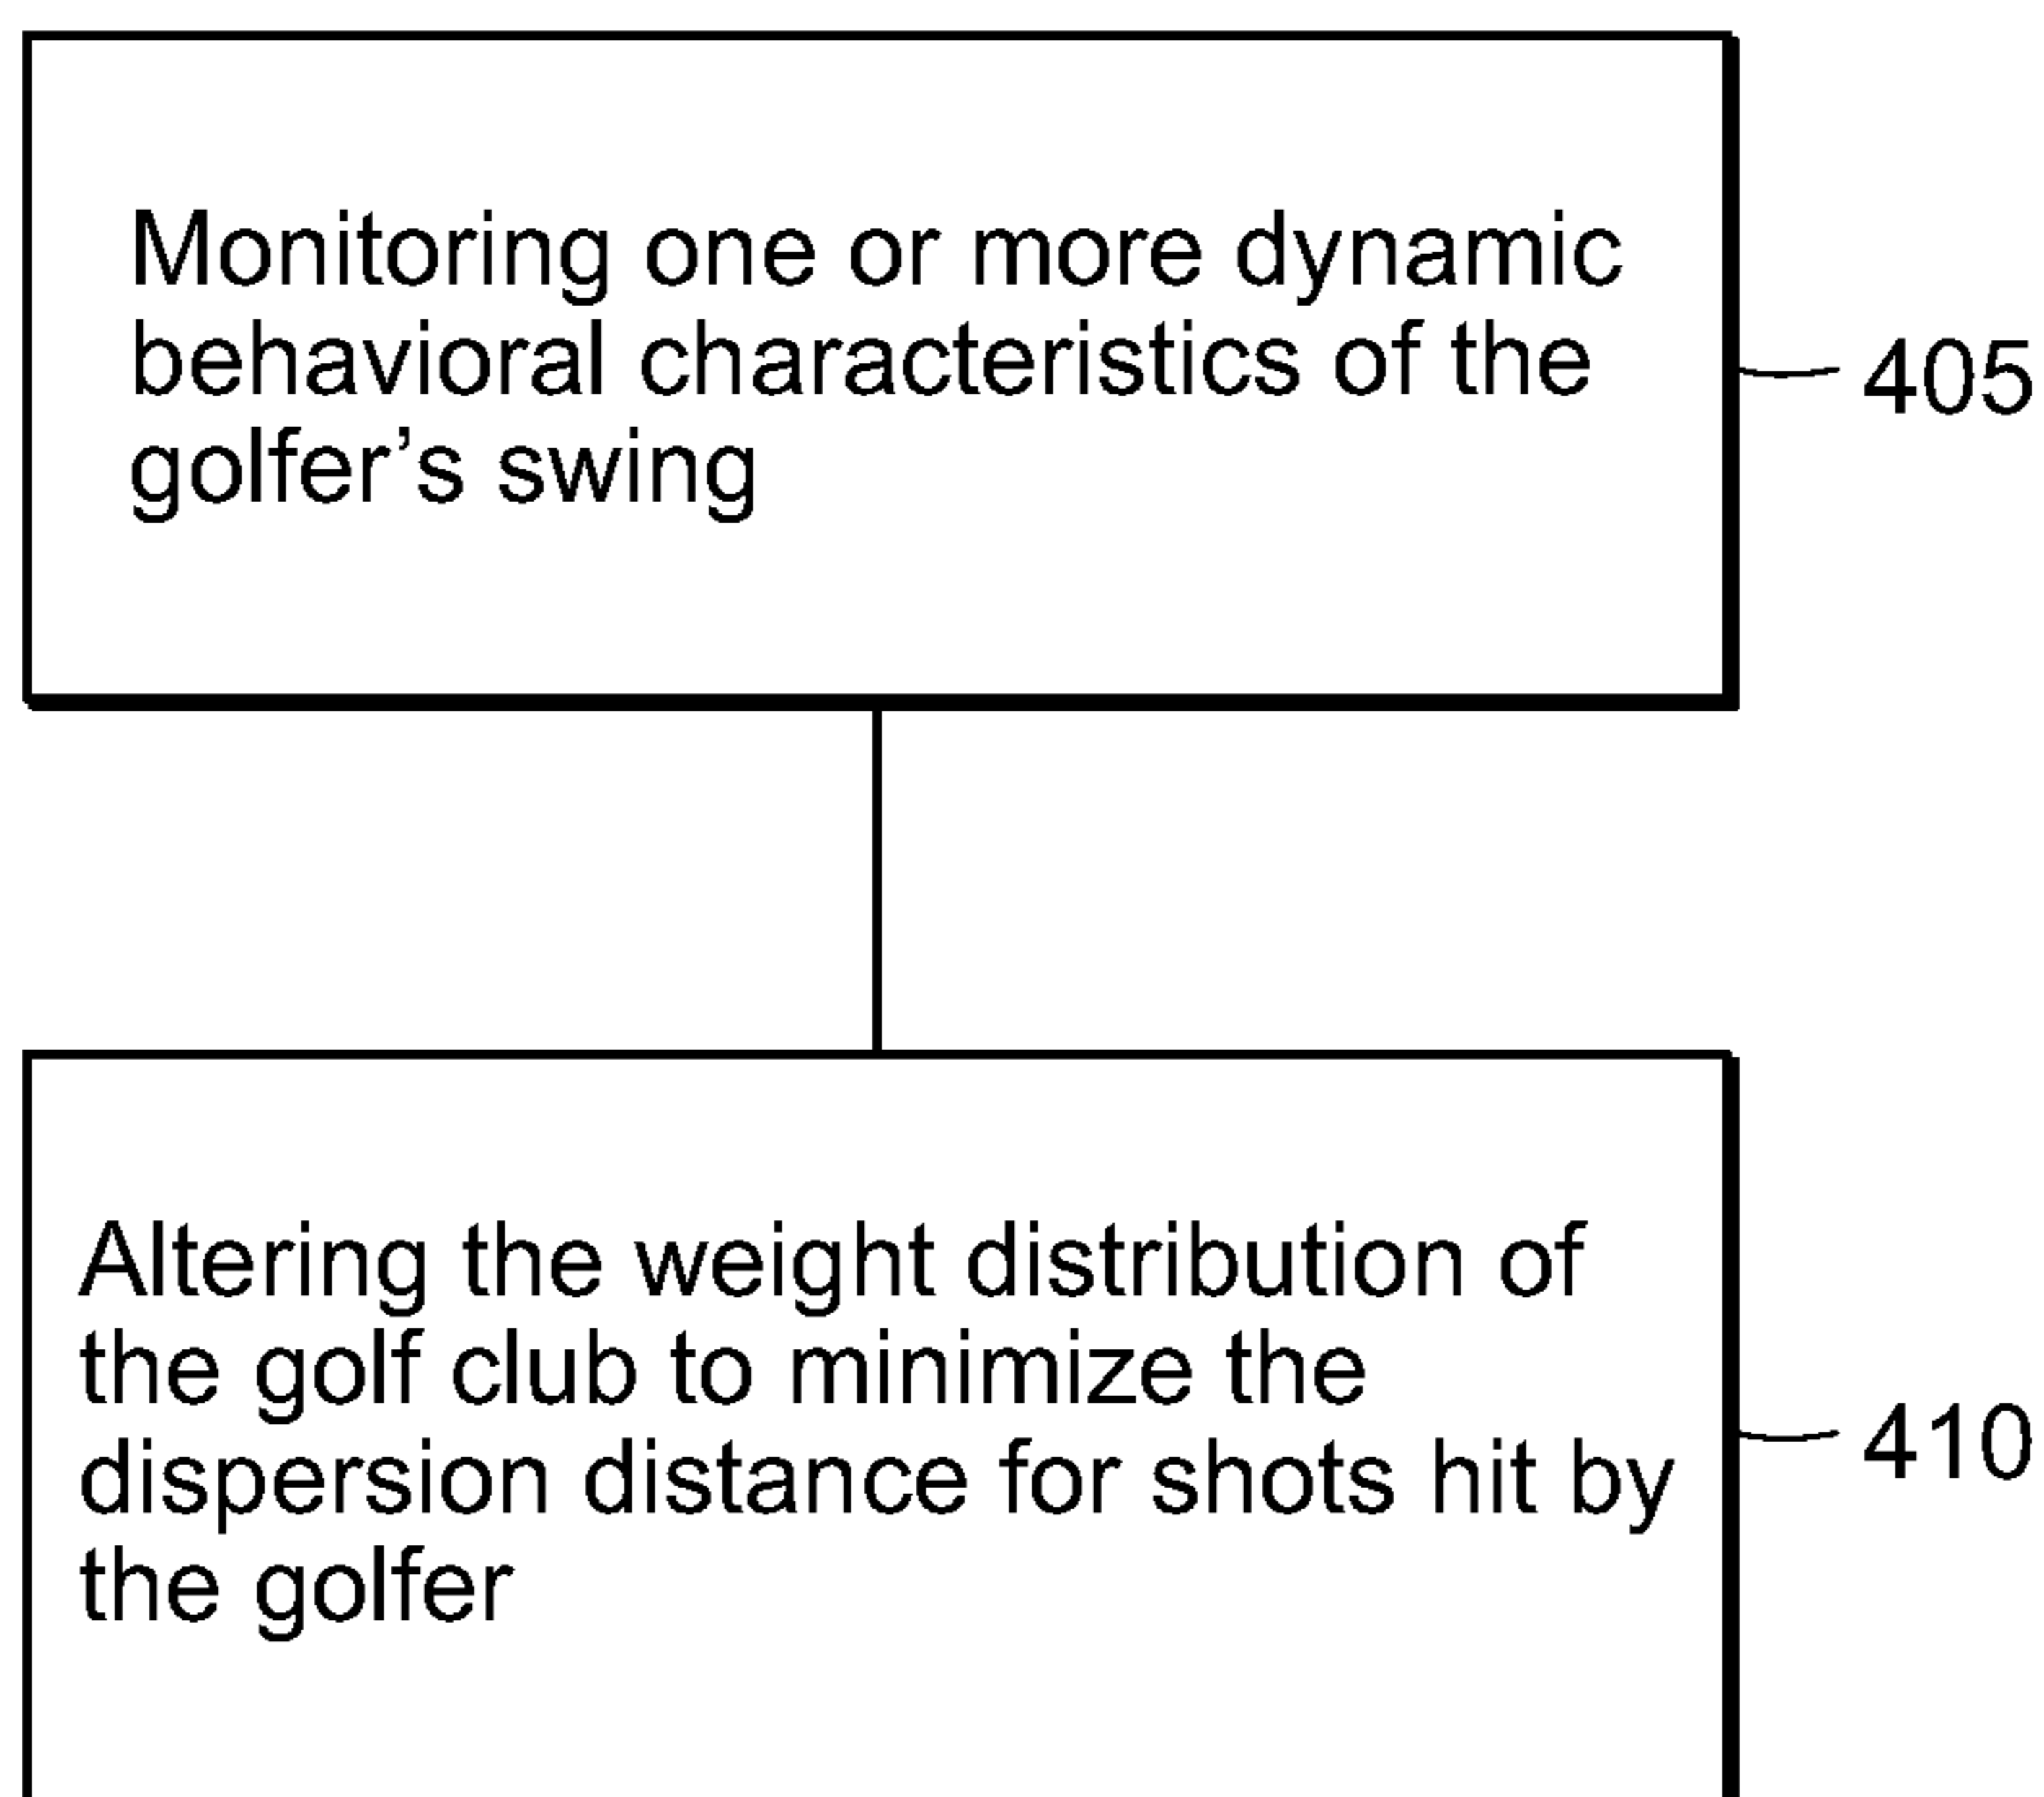 Monitoring one or more dynamic
behavioral characteristics of the
golfer’s swing
405
Altering the weight distribution of
the golf club to minimize the
dispersion distance for shots hit by
the golfer
410